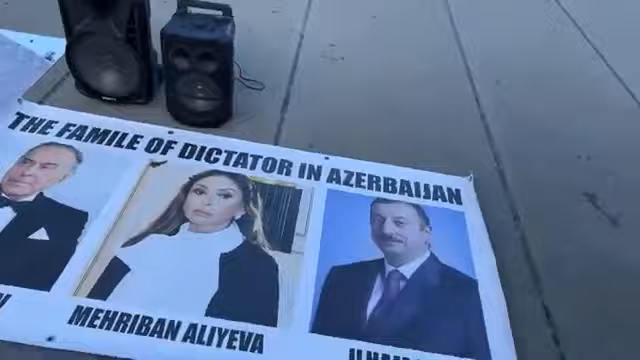 THE FAMILE OF DICTATOR IN AZERBAIJAN
MEHRIBAN ALIYEVA